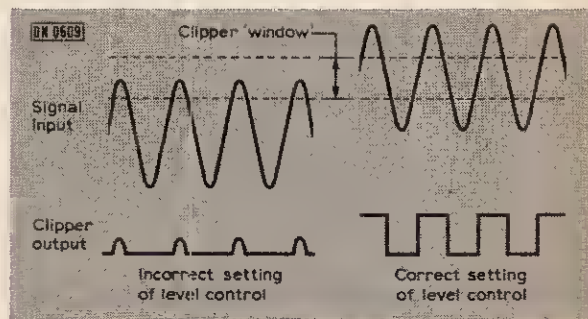 DN 0609
Clipper 'window'
Signal
input
Clipper
output
Incorrect setting
of level control
Correct setting
of level control